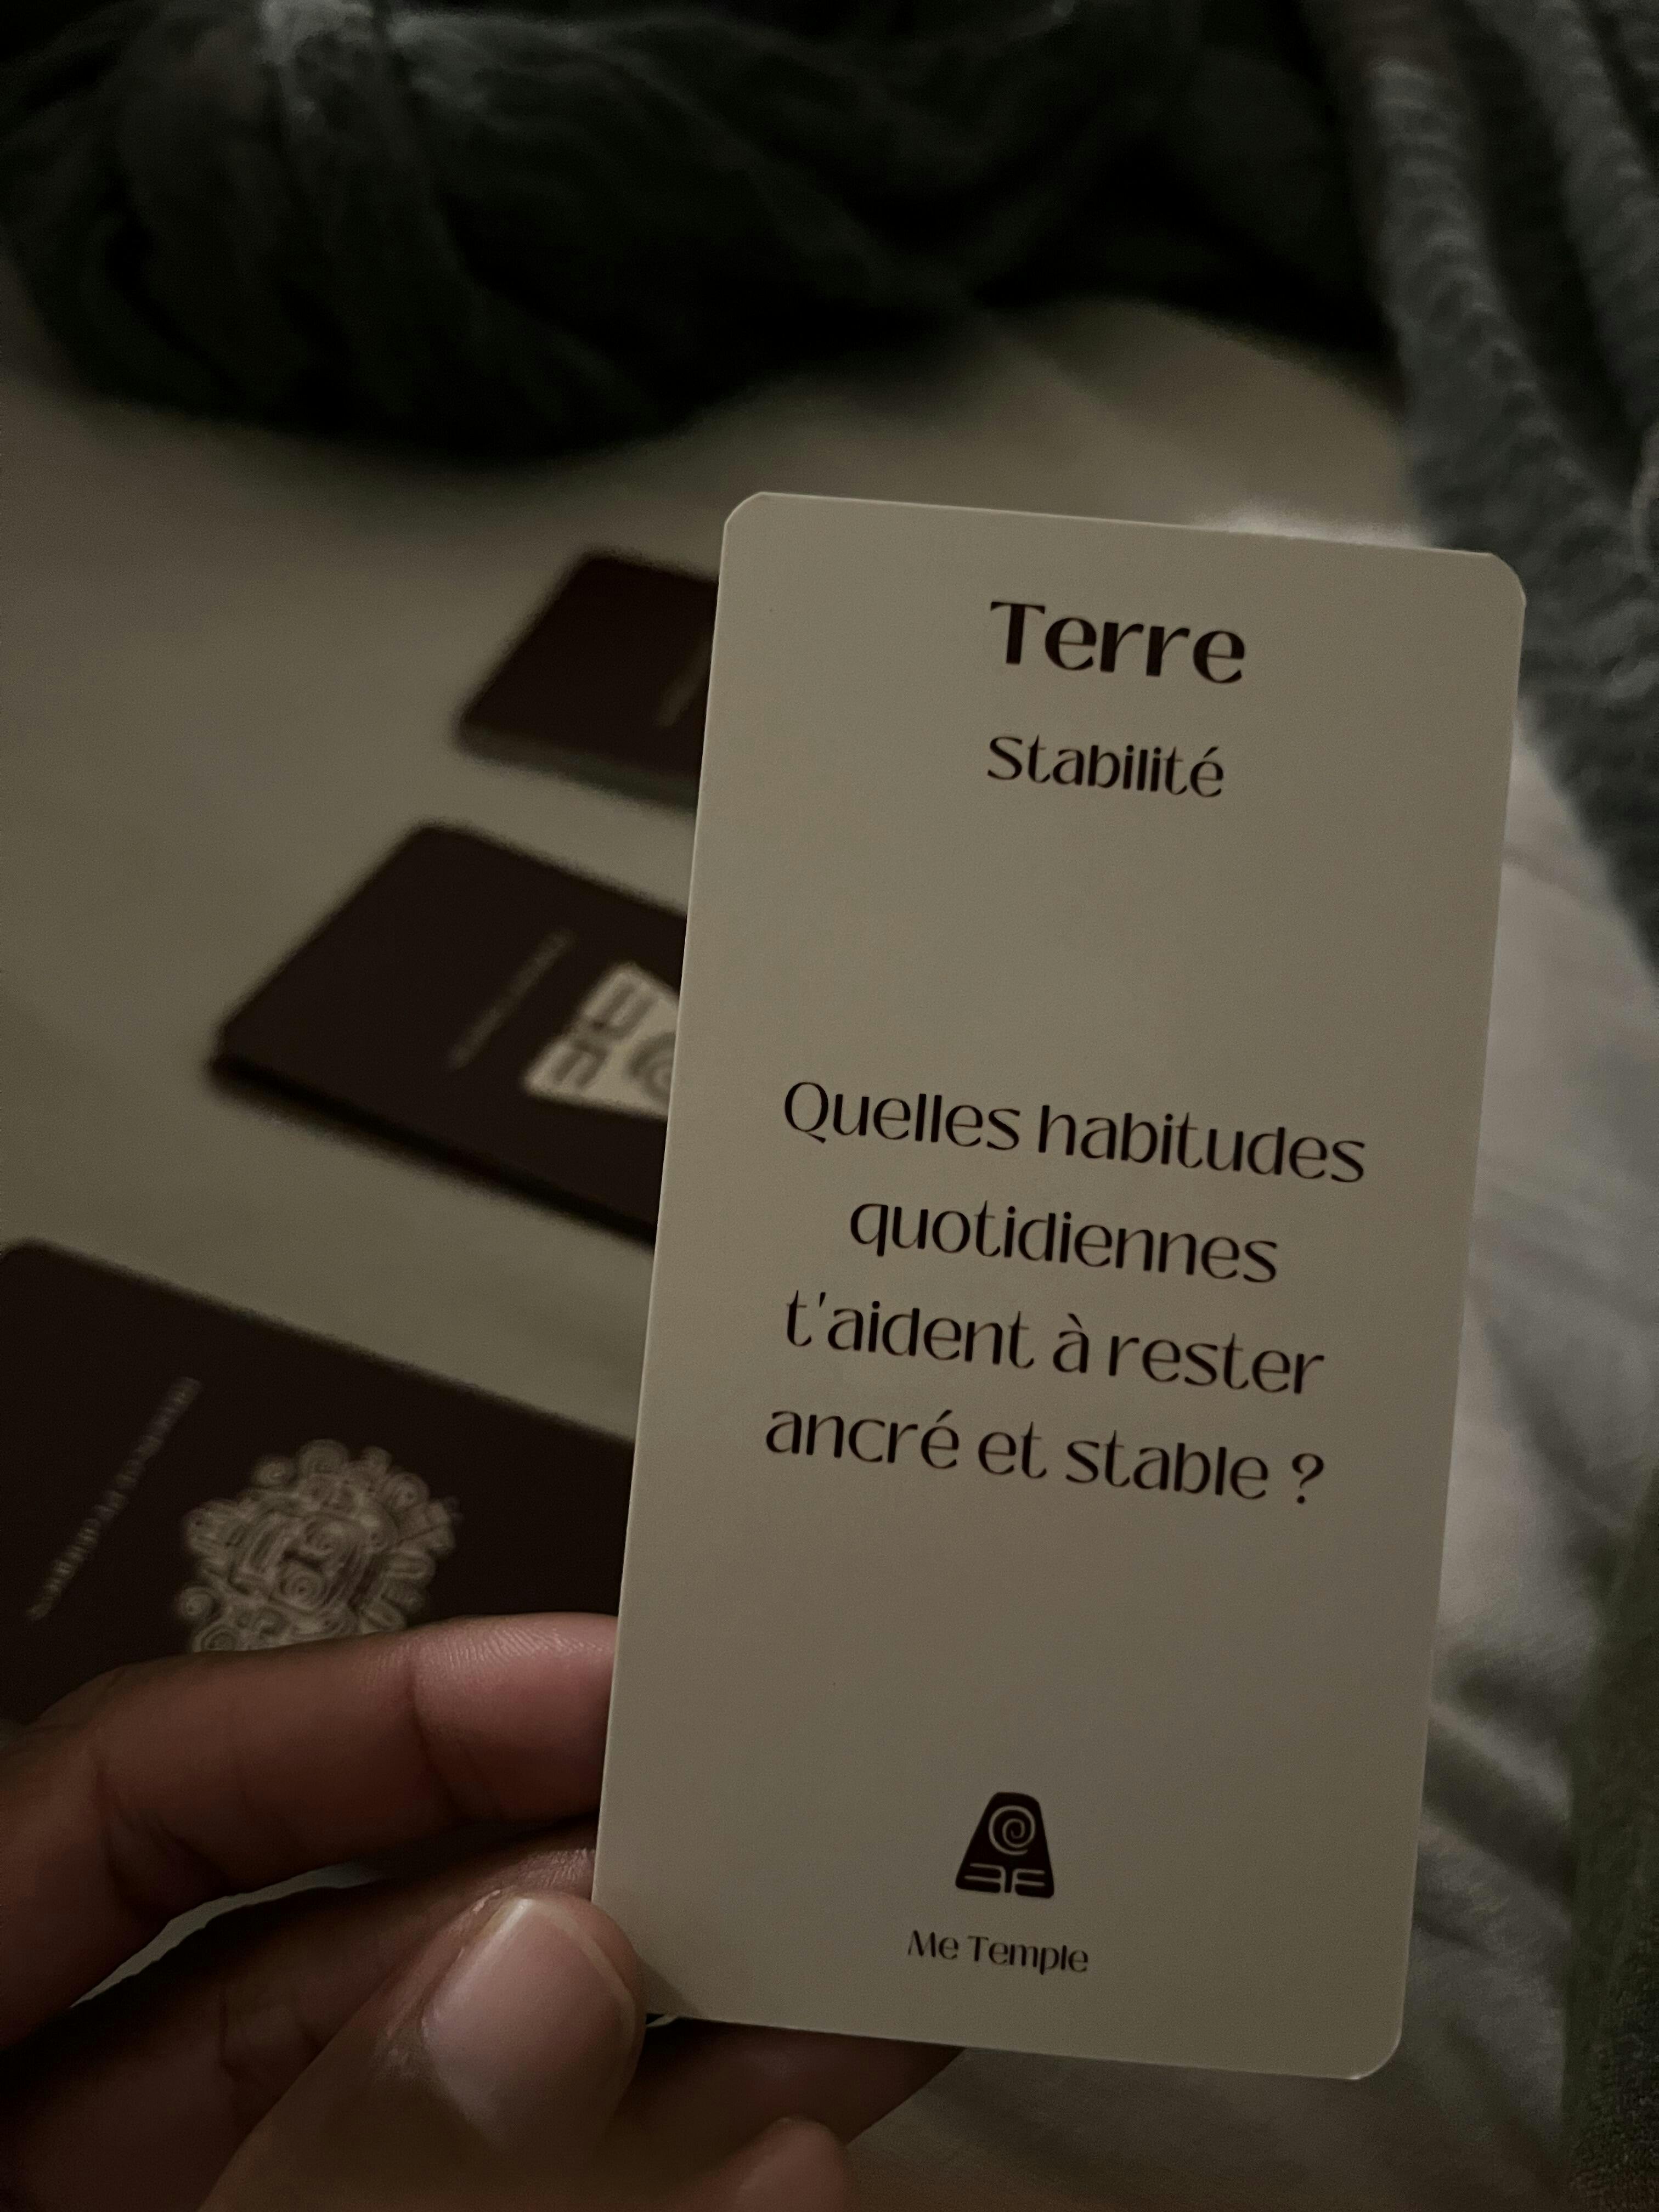 Terre
Stabilité
Quelles habitudes
quotidiennes
t'aident à rester
ancré et stable ?
Me Temple